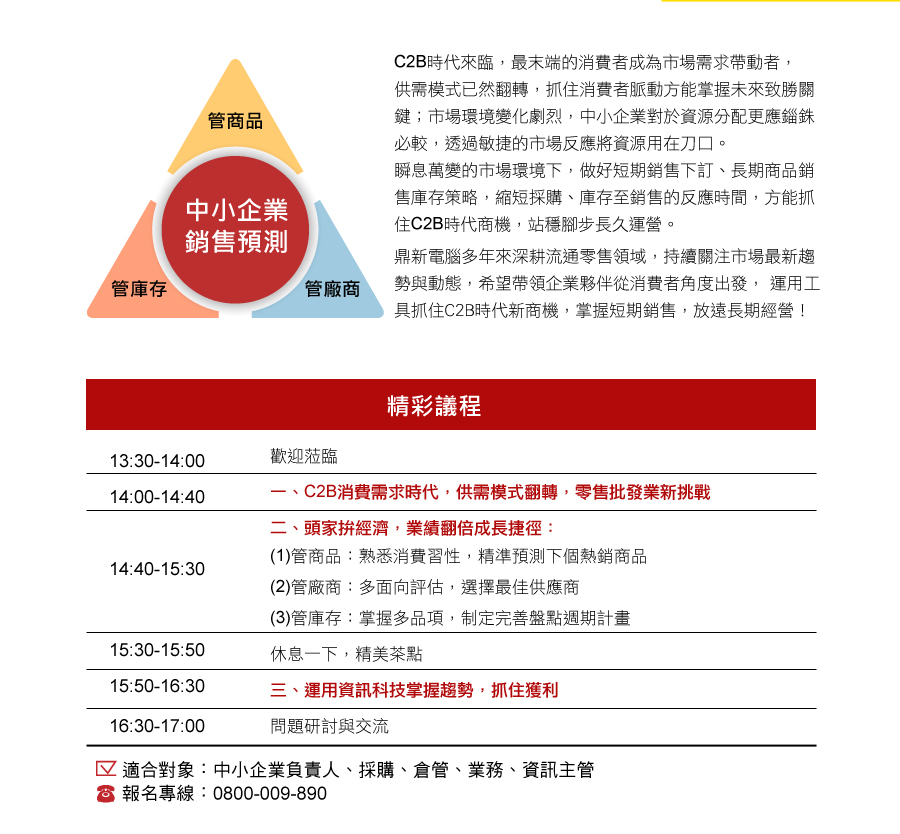 C2B時代來臨，最末端的消費者成為市場需求帶動者，
供需模式已然翻轉，抓住消費者脈動方能掌握未來致勝關
鍵；市場環境變化劇烈，中小企業對於資源分配更應錙銖
必較，透過敏捷的市場反應將資源用在刀口。
瞬息萬變的市場環境下，做好短期銷售下訂、長期商品銷
售庫存策略，縮短採購、庫存至銷售的反應時間，方能抓
住C2B時代商機，站穩腳步長久運營。
鼎新電腦多年來深耕流通零售領域，持續關注市場最新趨
勢與動態，希望帶領企業夥伴從消費者角度出發， 運用工
具抓住C2B時代新商機，掌握短期銷售，放遠長期經營！
管商品
中小企業
銷售預測
管庫存
管廠商
精彩議程
13:30-14:00 歡迎蒞臨
14:00-14:40 一、C2B消費需求時代，供需模式翻轉，零售批發業新挑戰
14:40-15:30 二、頭家拚經濟，業績翻倍成長捷徑：
(1)管商品：熟悉消費習性，精準預測下個熱銷商品
(2)管廠商：多面向評估，選擇最佳供應商
(3)管庫存：掌握多品項，制定完善盤點週期計畫
15:30-15:50 休息一下，精美茶點
15:50-16:30 三、運用資訊科技掌握趨勢，抓住獲利
16:30-17:00 問題研討與交流
適合對象：中小企業負責人、採購、倉管、業務、資訊主管
報名專線：0800-009-890